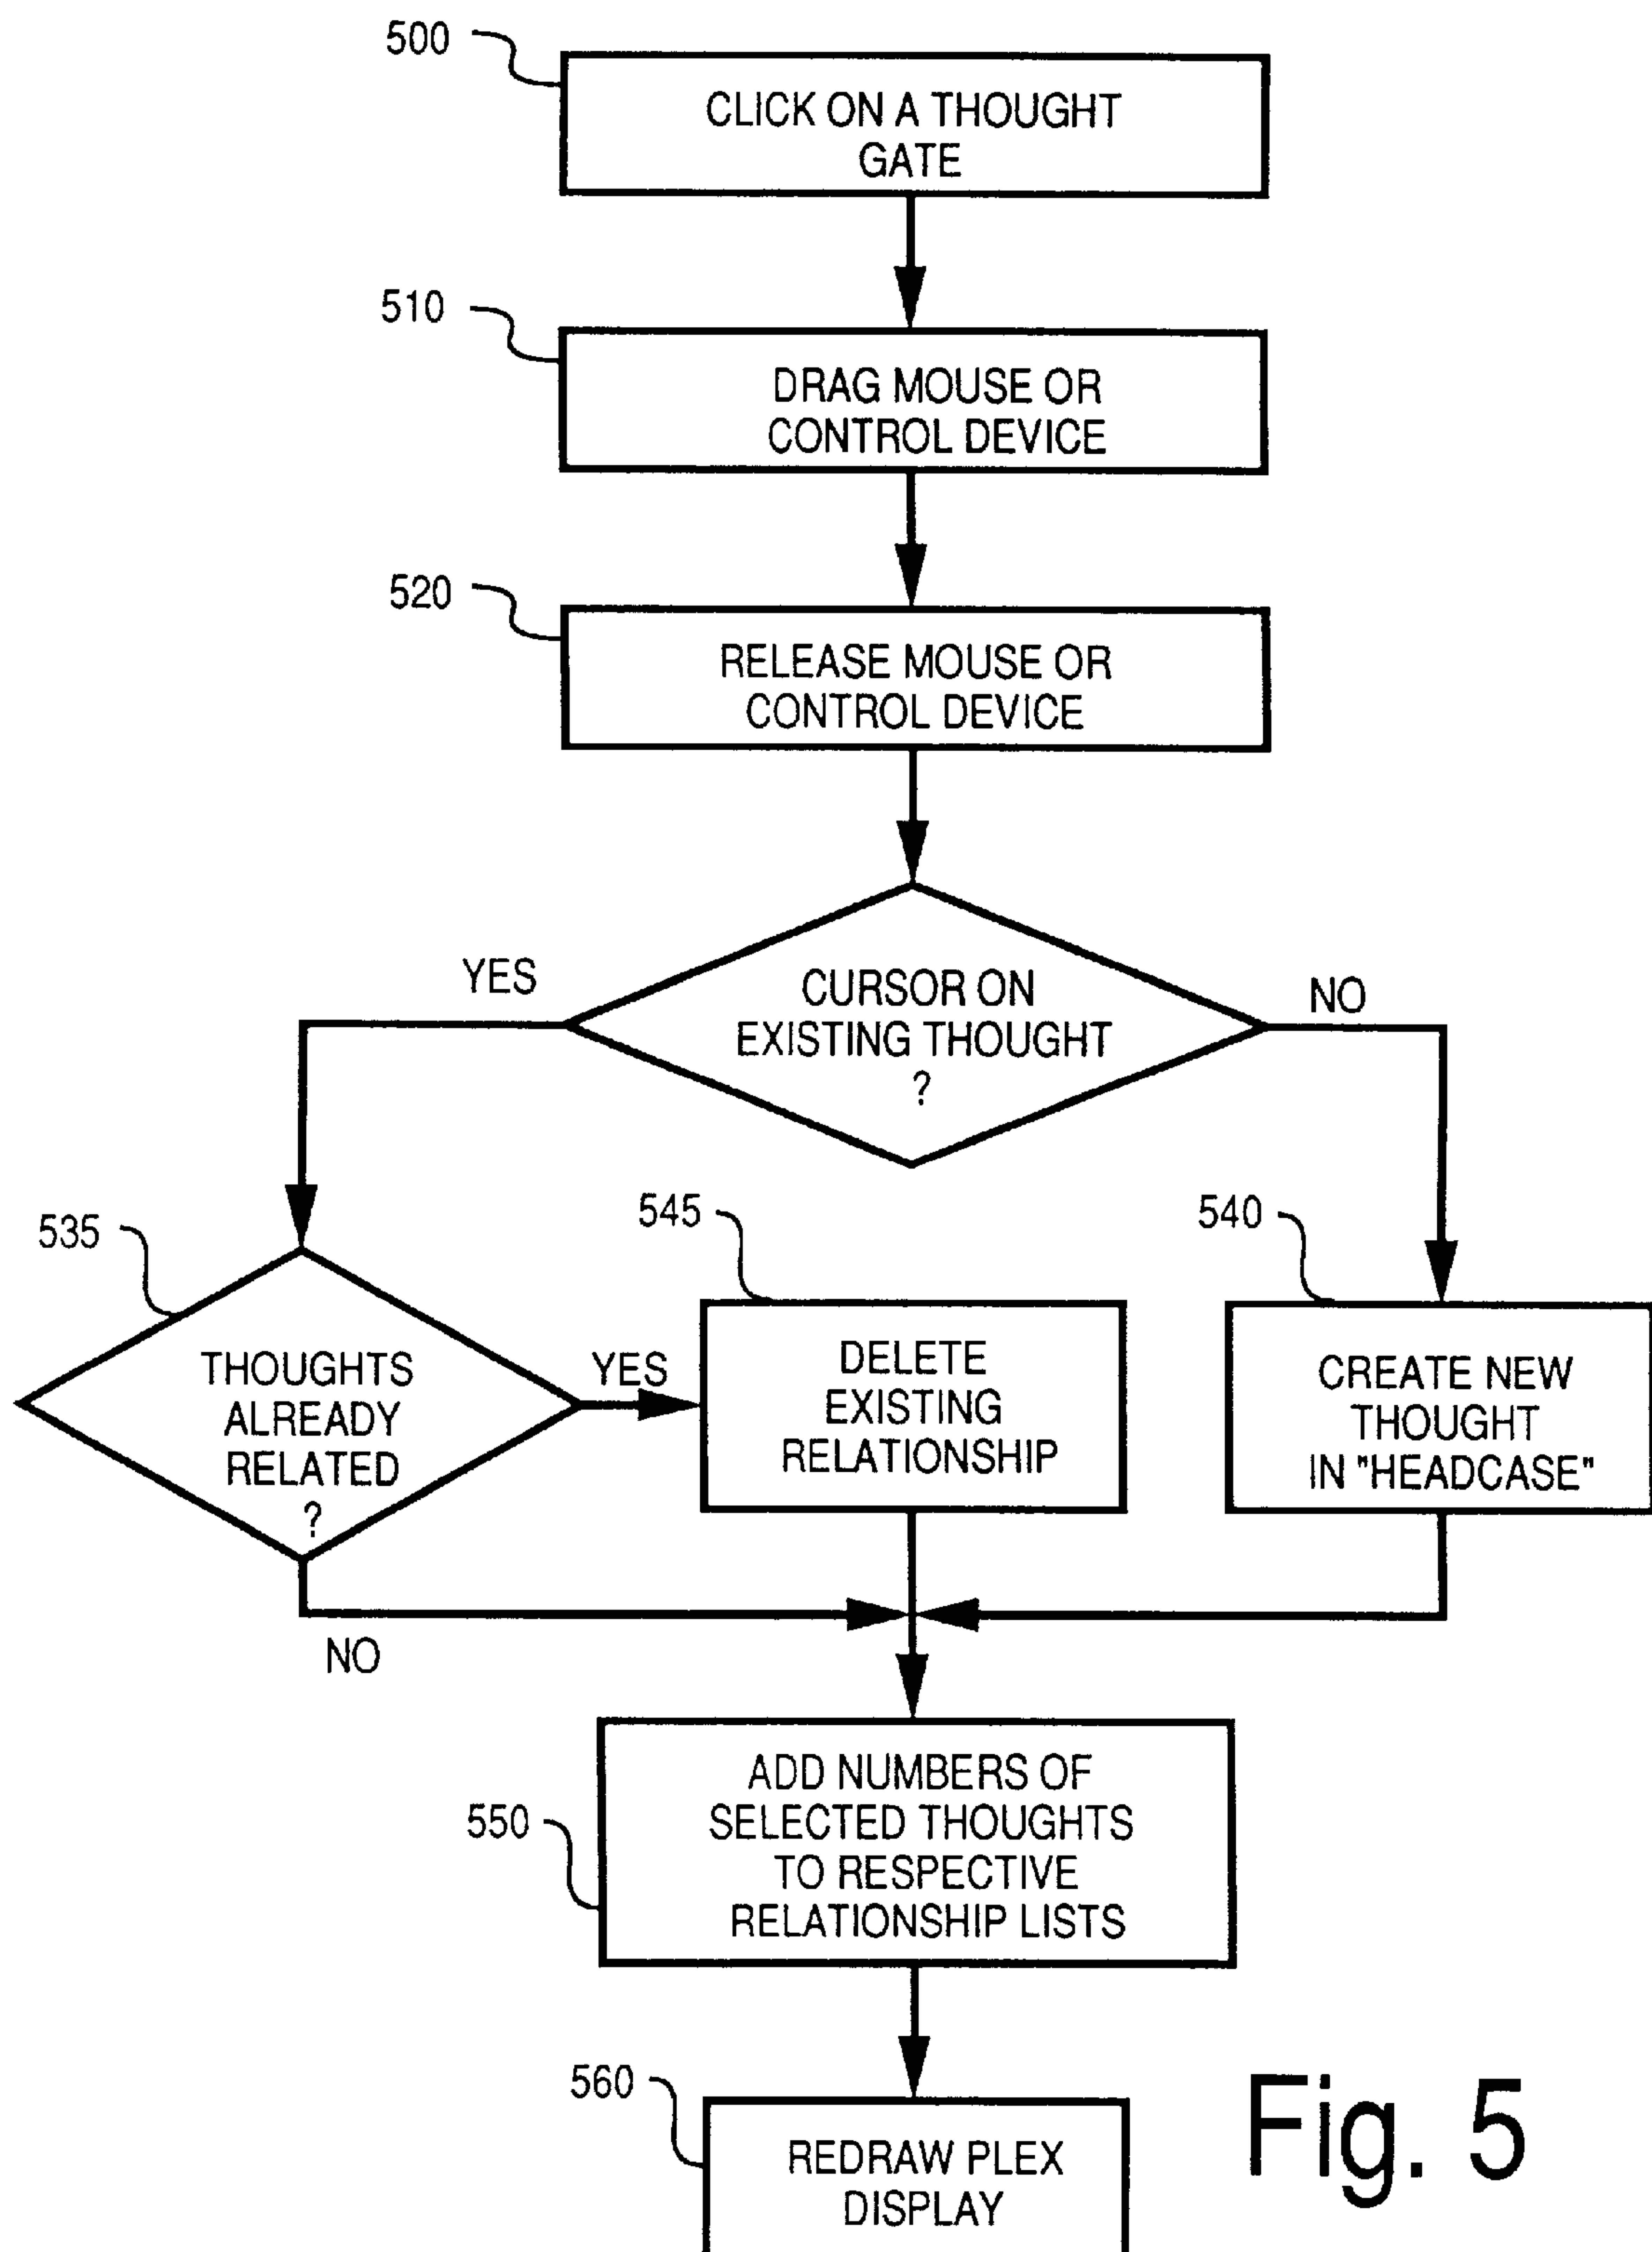 500
CLICK ON A THOUGHT
GATE
510
DRAG MOUSE OR
CONTROL DEVICE
520
RELEASE MOUSE OR
CONTROL DEVICE
YES
CURSOR ON
EXISTING THOUGHT
?
NO
535
THOUGHTS
ALREADY
RELATED
?
YES
NO
545
DELETE
EXISTING
RELATIONSHIP
540
CREATE NEW
THOUGHT
IN "HEADCASE"
550
ADD NUMBERS OF
SELECTED THOUGHTS
TO RESPECTIVE
RELATIONSHIP LISTS
560
REDRAW PLEX
DISPLAY
Fig. 5